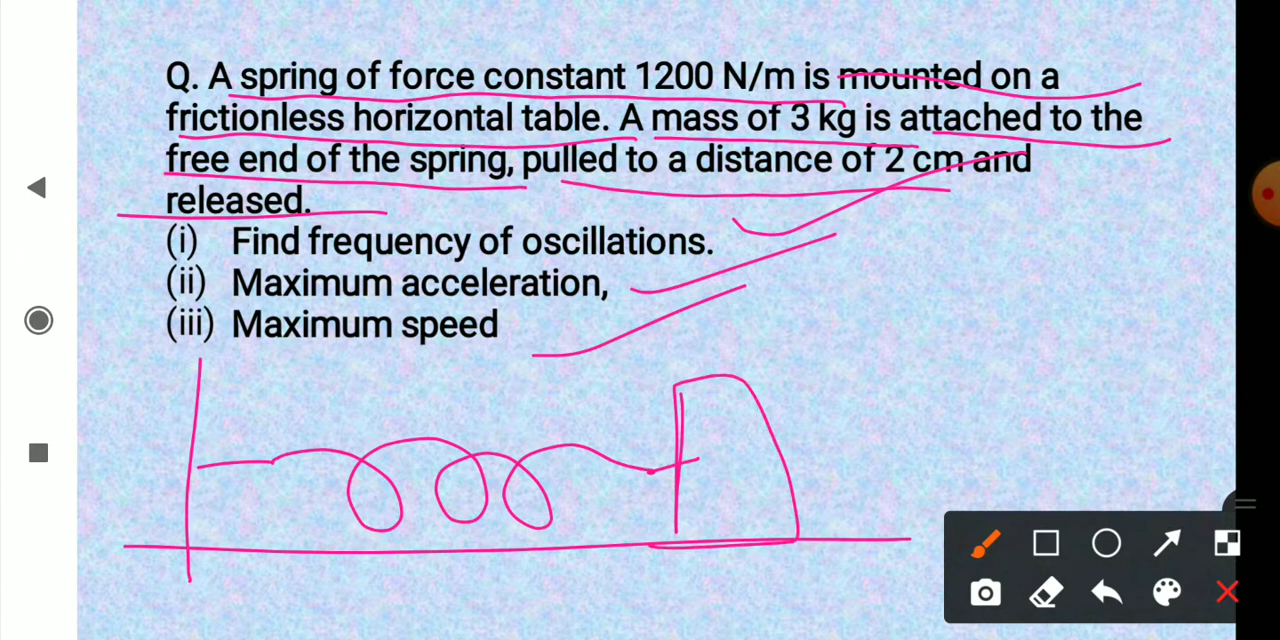 Q. A spring of force constant 1200 N/m is mounted on a
frictionless horizontal table. A mass of 3 kg is attached to the
free end of the spring, pulled to a distance of 2 cm and
released.
(i) Find frequency of oscillations.
(ii) Maximum acceleration,
(iii) Maximum speed